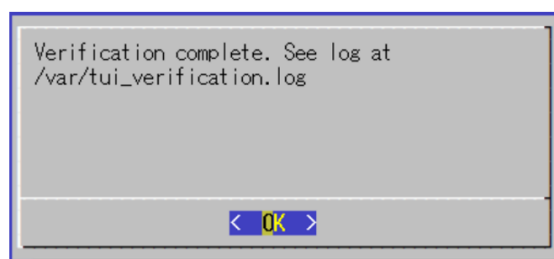 Verification complete. See log at
/var/tui_verification.log
< OK >